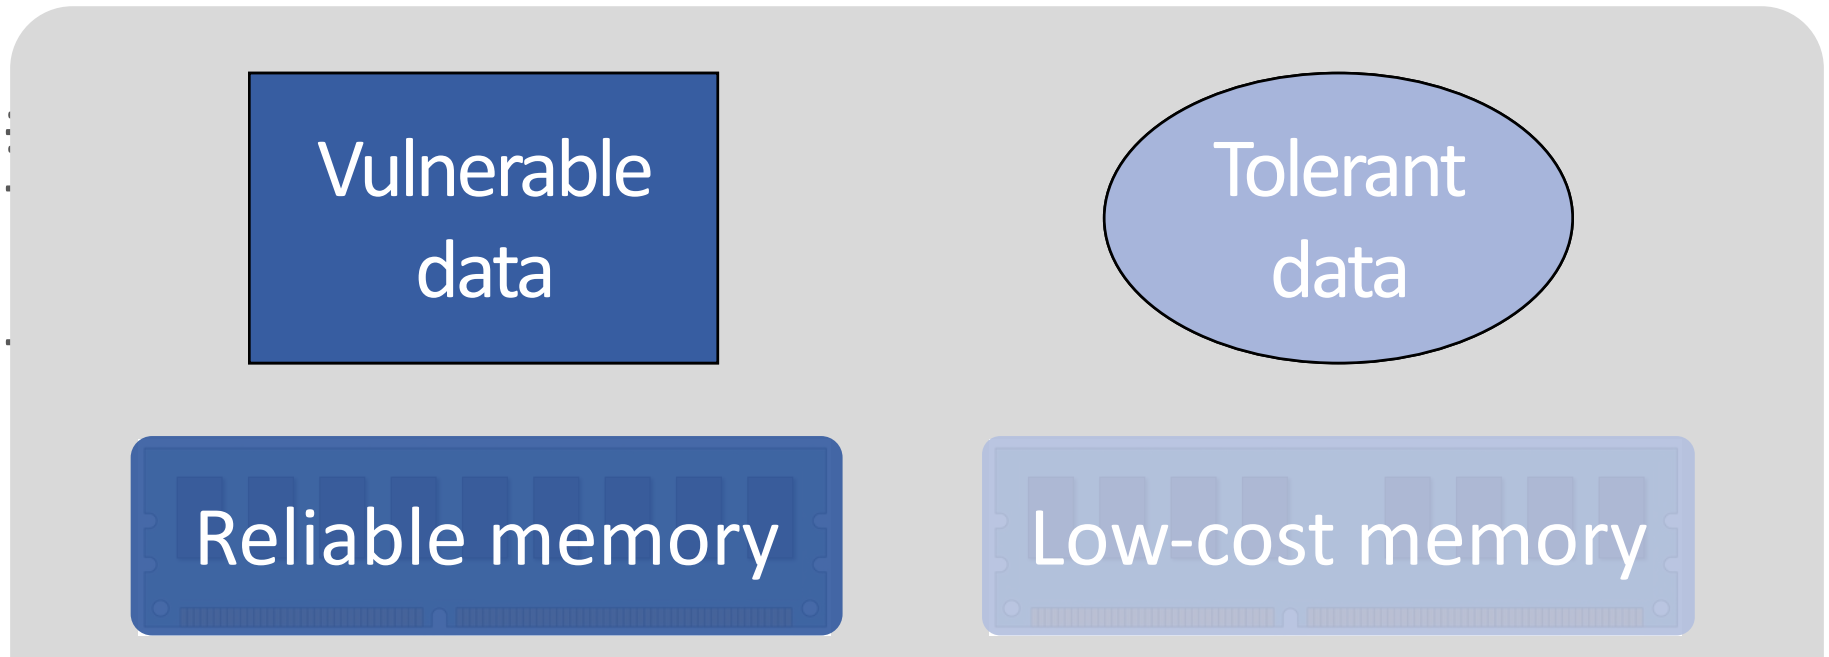 Vulnerable
data
Tolerant
data
Reliable memory
Low-cost memory